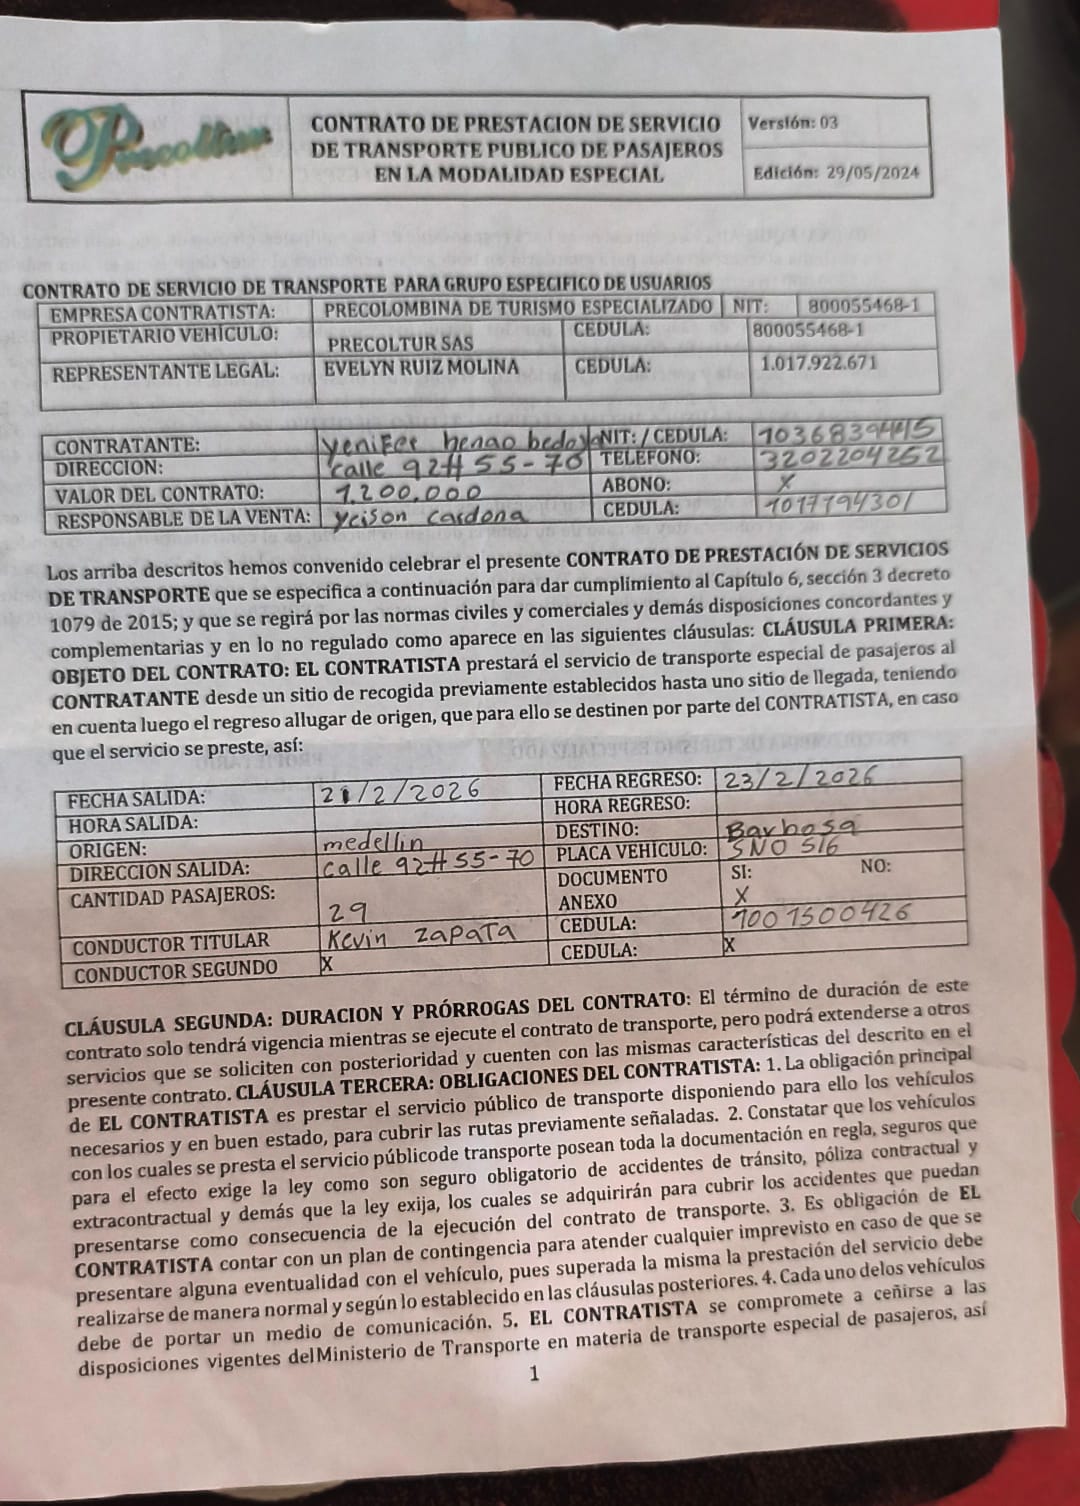 Precoltur
CONTRATO DE PRESTACION DE SERVICIO
DE TRANSPORTE PUBLICO DE PASAJEROS
EN LA MODALIDAD ESPECIAL
Versión: 03
Edición: 29/05/2024
CONTRATO DE SERVICIO DE TRANSPORTE PARA GRUPO ESPECIFICO DE USUARIOS
EMPRESA CONTRATISTA: PRECOLOMBINA DE TURISMO ESPECIALIZADO NIT: 800055468-1
PROPIETARIO VEHÍCULO: PRECOLTUR SAS CEDULA: 800055468-1
REPRESENTANTE LEGAL: EVELYN RUIZ MOLINA CEDULA: 1.017.922.671
CONTRATANTE: yenifer henao bedoya NIT: / CEDULA: 1036839445
DIRECCION: calle 92# 55-70 TELEFONO: 3202204252
VALOR DEL CONTRATO: 1.200.000 ABONO: X
RESPONSABLE DE LA VENTA: yeison cardona CEDULA: 1017194301
Los arriba descritos hemos convenido celebrar el presente CONTRATO DE PRESTACIÓN DE SERVICIOS
DE TRANSPORTE que se especifica a continuación para dar cumplimiento al Capítulo 6, sección 3 decreto
1079 de 2015; y que se regirá por las normas civiles y comerciales y demás disposiciones concordantes y
complementarias y en lo no regulado como aparece en las siguientes cláusulas: CLÁUSULA PRIMERA:
OBJETO DEL CONTRATO: EL CONTRATISTA prestará el servicio de transporte especial de pasajeros al
CONTRATANTE desde un sitio de recogida previamente establecidos hasta uno sitio de llegada, teniendo
en cuenta luego el regreso allugar de origen, que para ello se destinen por parte del CONTRATISTA, en caso
que el servicio se preste, así:
FECHA SALIDA: 21/2/2026 FECHA REGRESO: 23/2/2026
HORA SALIDA: HORA REGRESO:
ORIGEN: medellin DESTINO: Barbosa
DIRECCION SALIDA: calle 92# 55-70 PLACA VEHÍCULO: SNO 516
CANTIDAD PASAJEROS: 29 DOCUMENTO ANEXO SI: X NO:
CONDUCTOR TITULAR Kevin zapata CEDULA: 1001500426
CONDUCTOR SEGUNDO X CEDULA: X
CLÁUSULA SEGUNDA: DURACION Y PRÓRROGAS DEL CONTRATO: El término de duración de este
contrato solo tendrá vigencia mientras se ejecute el contrato de transporte, pero podrá extenderse a otros
servicios que se soliciten con posterioridad y cuenten con las mismas características del descrito en el
presente contrato. CLÁUSULA TERCERA: OBLIGACIONES DEL CONTRATISTA: 1. La obligación principal
de EL CONTRATISTA es prestar el servicio público de transporte disponiendo para ello los vehículos
necesarios y en buen estado, para cubrir las rutas previamente señaladas. 2. Constatar que los vehículos
con los cuales se presta el servicio públicode transporte posean toda la documentación en regla, seguros que
para el efecto exige la ley como son seguro obligatorio de accidentes de tránsito, póliza contractual y
extracontractual y demás que la ley exija, los cuales se adquirirán para cubrir los accidentes que puedan
presentarse como consecuencia de la ejecución del contrato de transporte. 3. Es obligación de EL
CONTRATISTA contar con un plan de contingencia para atender cualquier imprevisto en caso de que se
presentare alguna eventualidad con el vehículo, pues superada la misma la prestación del servicio debe
realizarse de manera normal y según lo establecido en las cláusulas posteriores. 4. Cada uno delos vehículos
debe de portar un medio de comunicación. 5. EL CONTRATISTA se compromete a ceñirse a las
disposiciones vigentes delMinisterio de Transporte en materia de transporte especial de pasajeros, así
1